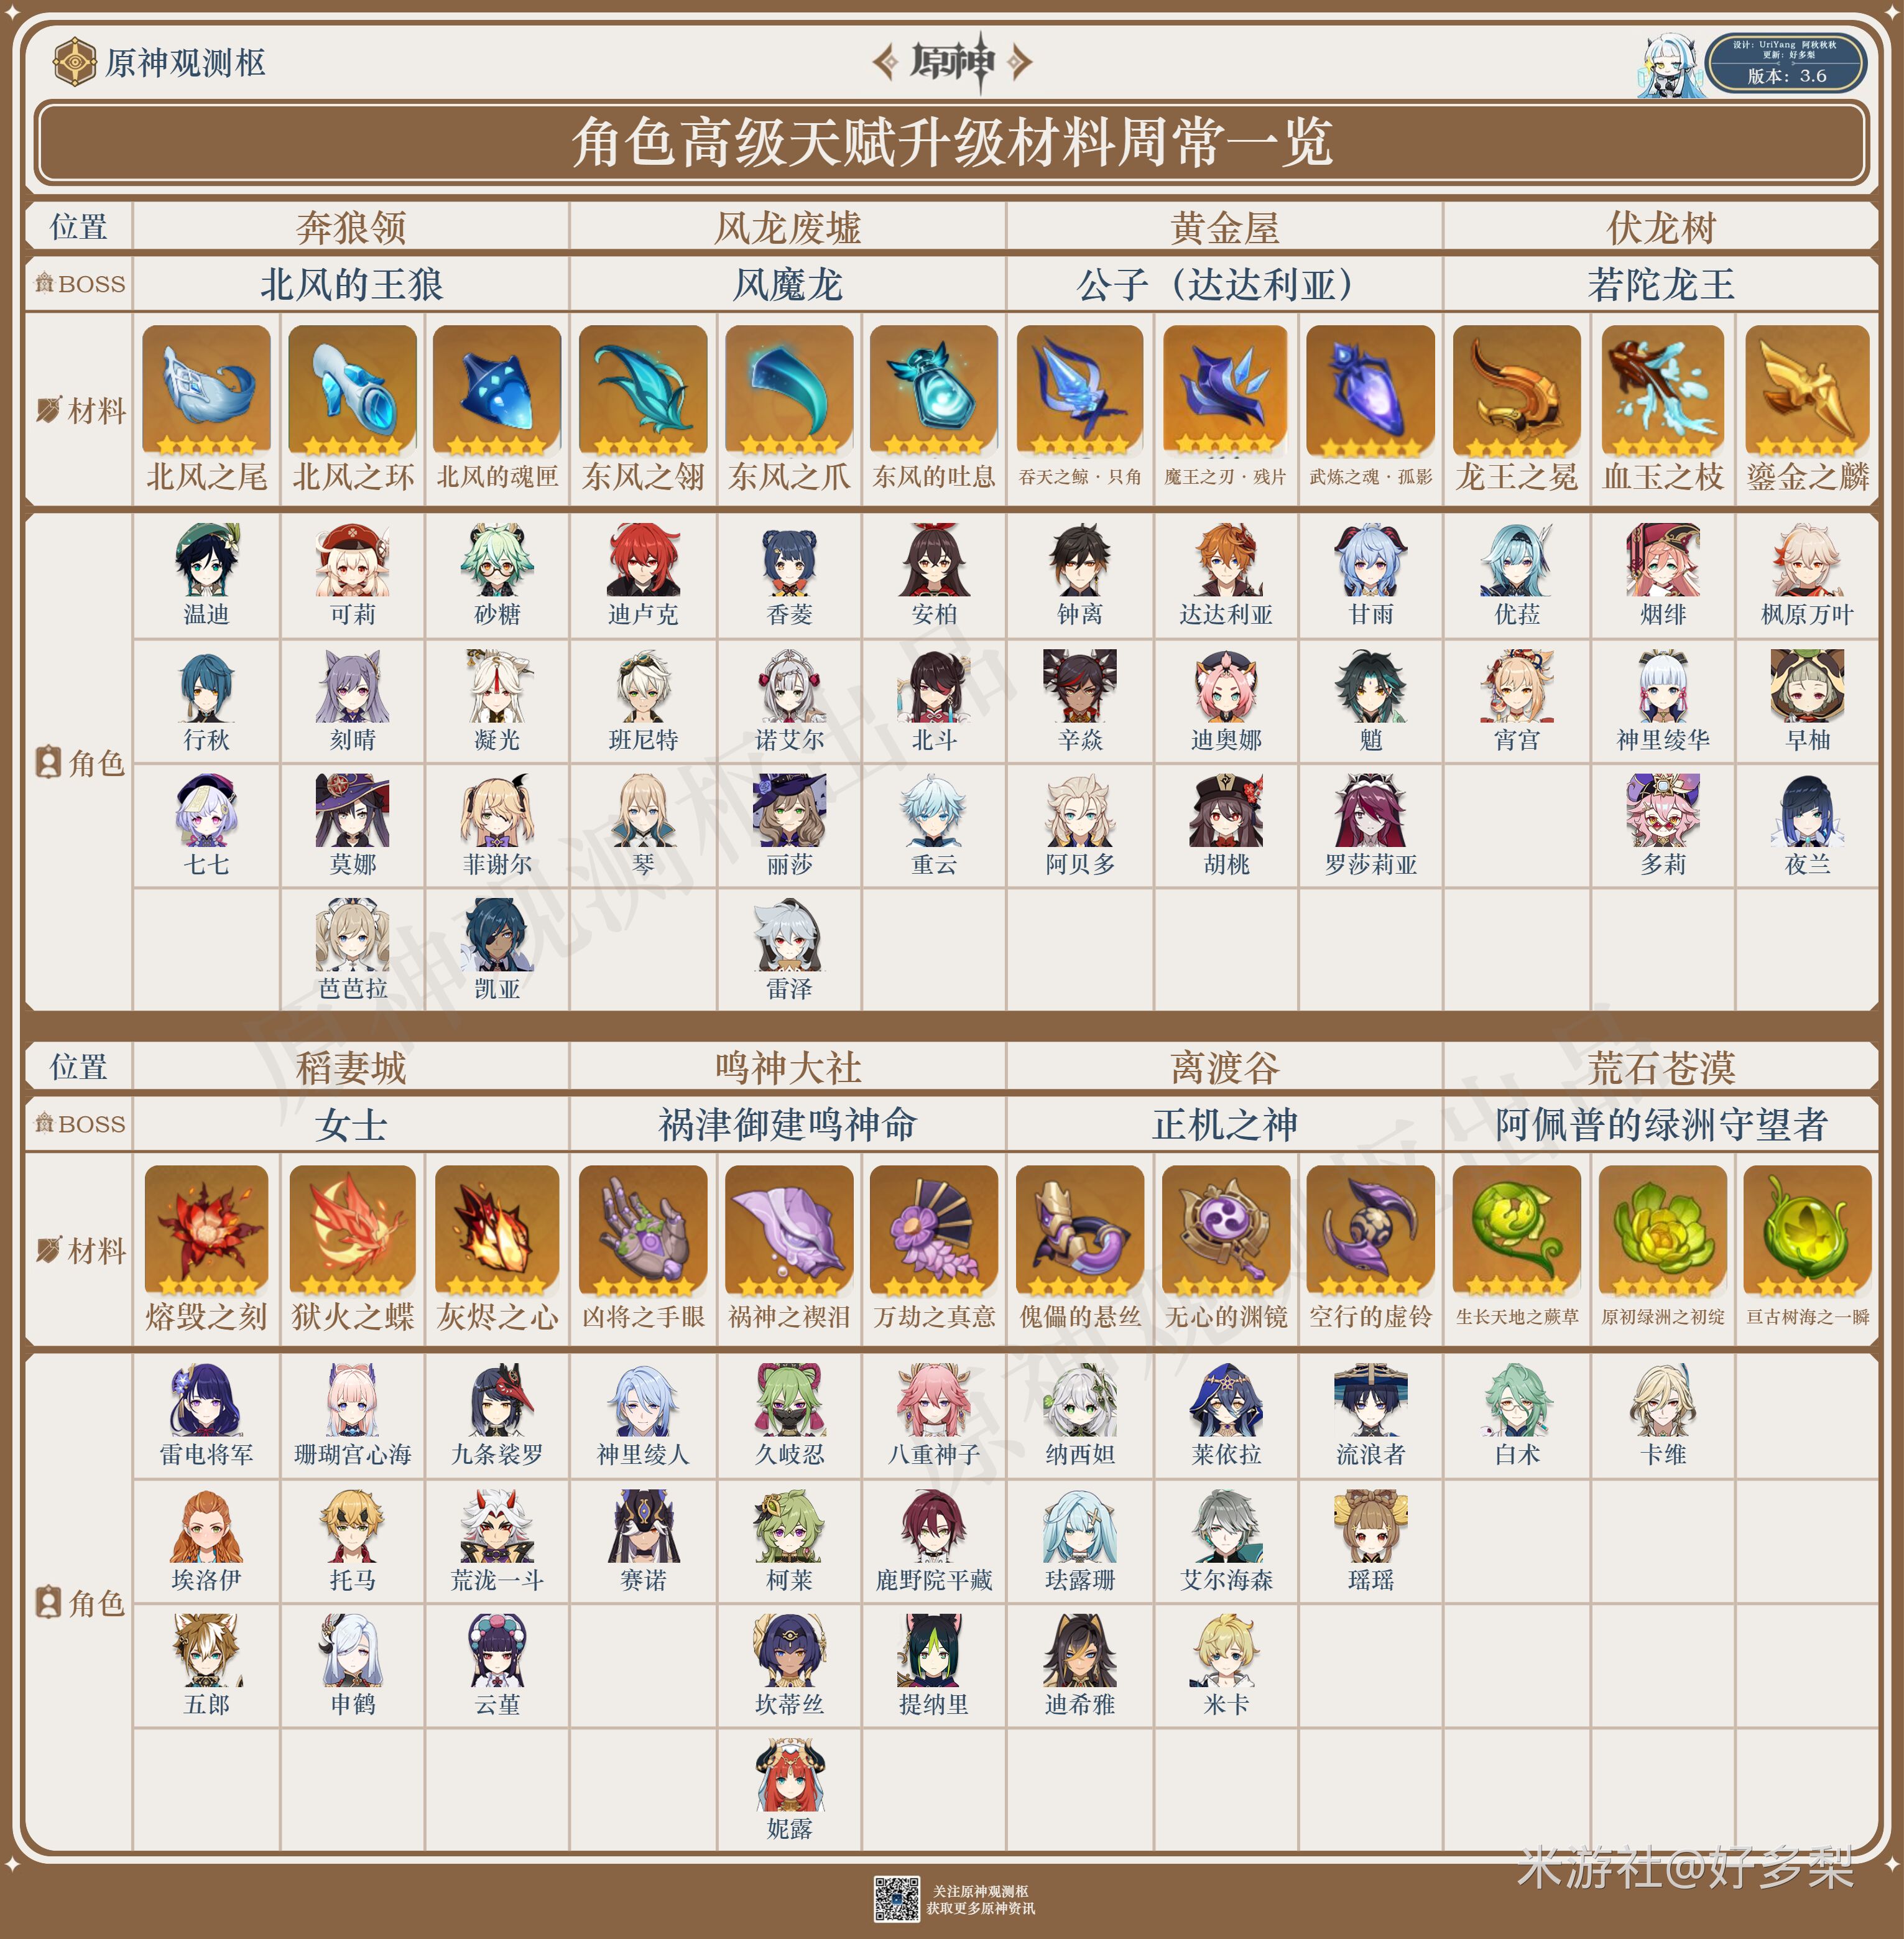 原神观测枢
原神
设计：UriYang 阿秋秋秋
更新：好多梨
版本：3.6
角色高级天赋升级材料周常一览
位置 奔狼领 风龙废墟 黄金屋 伏龙树
BOSS 北风的王狼 风魔龙 公子（达达利亚） 若陀龙王
材料
北风之尾 北风之环 北风的魂匣 东风之翎 东风之爪 东风的吐息 吞天之鲸·只角 魔王之刃·残片 武炼之魂·孤影 龙王之冕 血玉之枝 鎏金之鳞
温迪 可莉 砂糖 迪卢克 香菱 安柏 钟离 达达利亚 甘雨 优菈 烟绯 枫原万叶
行秋 刻晴 凝光 班尼特 诺艾尔 北斗 辛焱 迪奥娜 魈 宵宫 神里绫华 早柚
角色
七七 莫娜 菲谢尔 琴 丽莎 重云 阿贝多 胡桃 罗莎莉亚 多莉 夜兰
芭芭拉 凯亚 雷泽
位置 稻妻城 鸣神大社 离渡谷 荒石苍漠
BOSS 女士 祸津御建鸣神命 正机之神 阿佩普的绿洲守望者
材料
熔毁之刻 狱火之蝶 灰烬之心 凶将之手眼 祸神之禊泪 万劫之真意 傀儡的悬丝 无心的渊镜 空行的虚铃 生长天地之蕨草 原初绿洲之初绽 亘古树海之一瞬
雷电将军 珊瑚宫心海 九条裟罗 神里绫人 久岐忍 八重神子 纳西妲 莱依拉 流浪者 白术 卡维
埃洛伊 托马 荒泷一斗 赛诺 柯莱 鹿野院平藏 珐露珊 艾尔海森 瑶瑶
角色
五郎 申鹤 云堇 坎蒂丝 提纳里 迪希雅 米卡
妮露
原神观测枢出品
原神观测枢出品
米游社@好多梨
关注原神观测枢
获取更多原神资讯